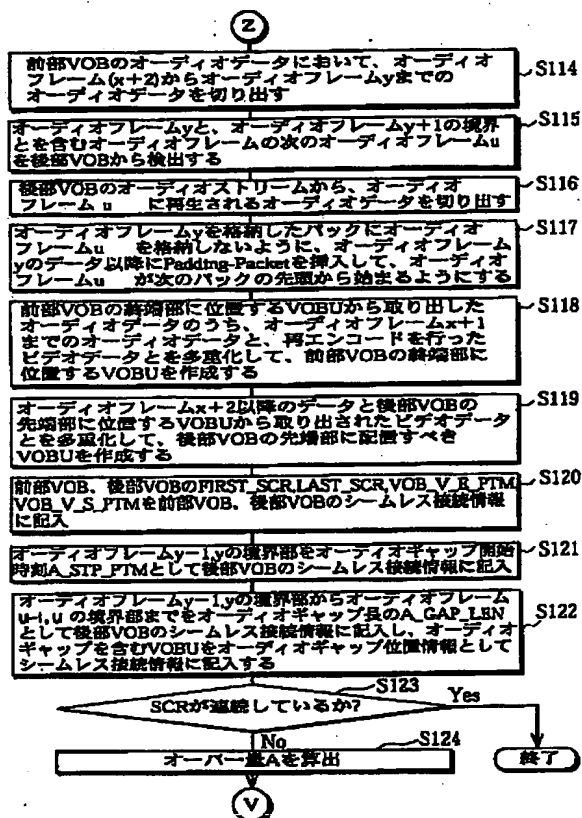 Z
前部VOBのオーディオデータにおいて、オーディオ
フレーム(x+2)からオーディオフレームyまでの
オーディオデータを切り出す
S114
オーディオフレームyと、オーディオフレームy+1の境界
とを含むオーディオフレームの次のオーディオフレームu
を後部VOBから検出する
S115
後部VOBのオーディオストリームから、オーディオ
フレーム u に再生されるオーディオデータを切り出す
S116
オーディオフレームyを格納したパックにオーディオ
フレームu を格納しないように、オーディオフレーム
yのデータ以降にPadding-Packetを挿入して、オーディオ
フレームu が次のパックの先頭から始まるようにする
S117
前部VOBの終端部に位置するVOBUから取り出した
オーディオデータのうち、オーディオフレームx+1
までのオーディオデータと、再エンコードを行った
ビデオデータとを多重化して、前部VOBの終端部に
位置するVOBUを作成する
S118
オーディオフレームx+2以降のデータと後部VOBの
先端部に位置するVOBUから取り出されたビデオデータ
とを多重化して、後部VOBの先端部に配置すべき
VOBUを作成する
S119
前部VOB、後部VOBのFIRST_SCR,LAST_SCR,VOB_V_E_PTM,
VOB_V_S_PTMを前部VOB、後部VOBのシームレス接続情報
に記入
S120
オーディオフレームy-1,yの境界部をオーディオギャップ開始
時刻A_STP_PTMとして後部VOBのシームレス接続情報に記入
S121
オーディオフレームy-1,yの境界部からオーディオフレーム
u-1,u の境界部までをオーディオギャップ長のA_GAP_LEN
として後部VOBのシームレス接続情報に記入し、オーディオ
ギャップを含むVOBUをオーディオギャップ位置情報として
シームレス接続情報に記入する
S122
SCRが連続しているか?
S123
Yes
No
オーバー量Aを算出
S124
終了
V